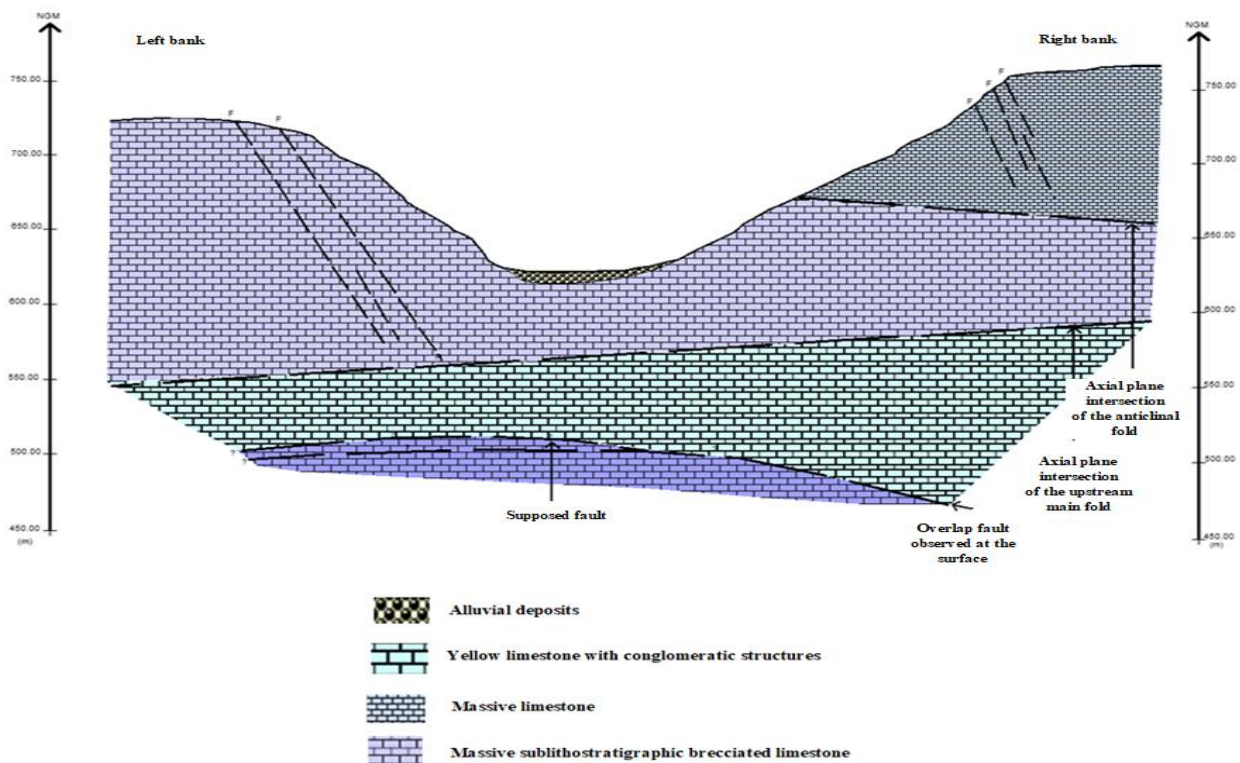 NGM
NGM
Left bank
Right bank
750.00
700.00
650.00
600.00
550.00
500.00
450.00
(m)
750.00
700.00
650.00
600.00
550.00
500.00
450.00
(m)
F
F
F
F
F
?
?
Axial plane
intersection
of the anticlinal
fold
Axial plane
intersection
of the upstream
main fold
Supposed fault
Overlap fault
observed at the
surface
Alluvial deposits
Yellow limestone with conglomeratic structures
Massive limestone
Massive sublithostratigraphic brecciated limestone